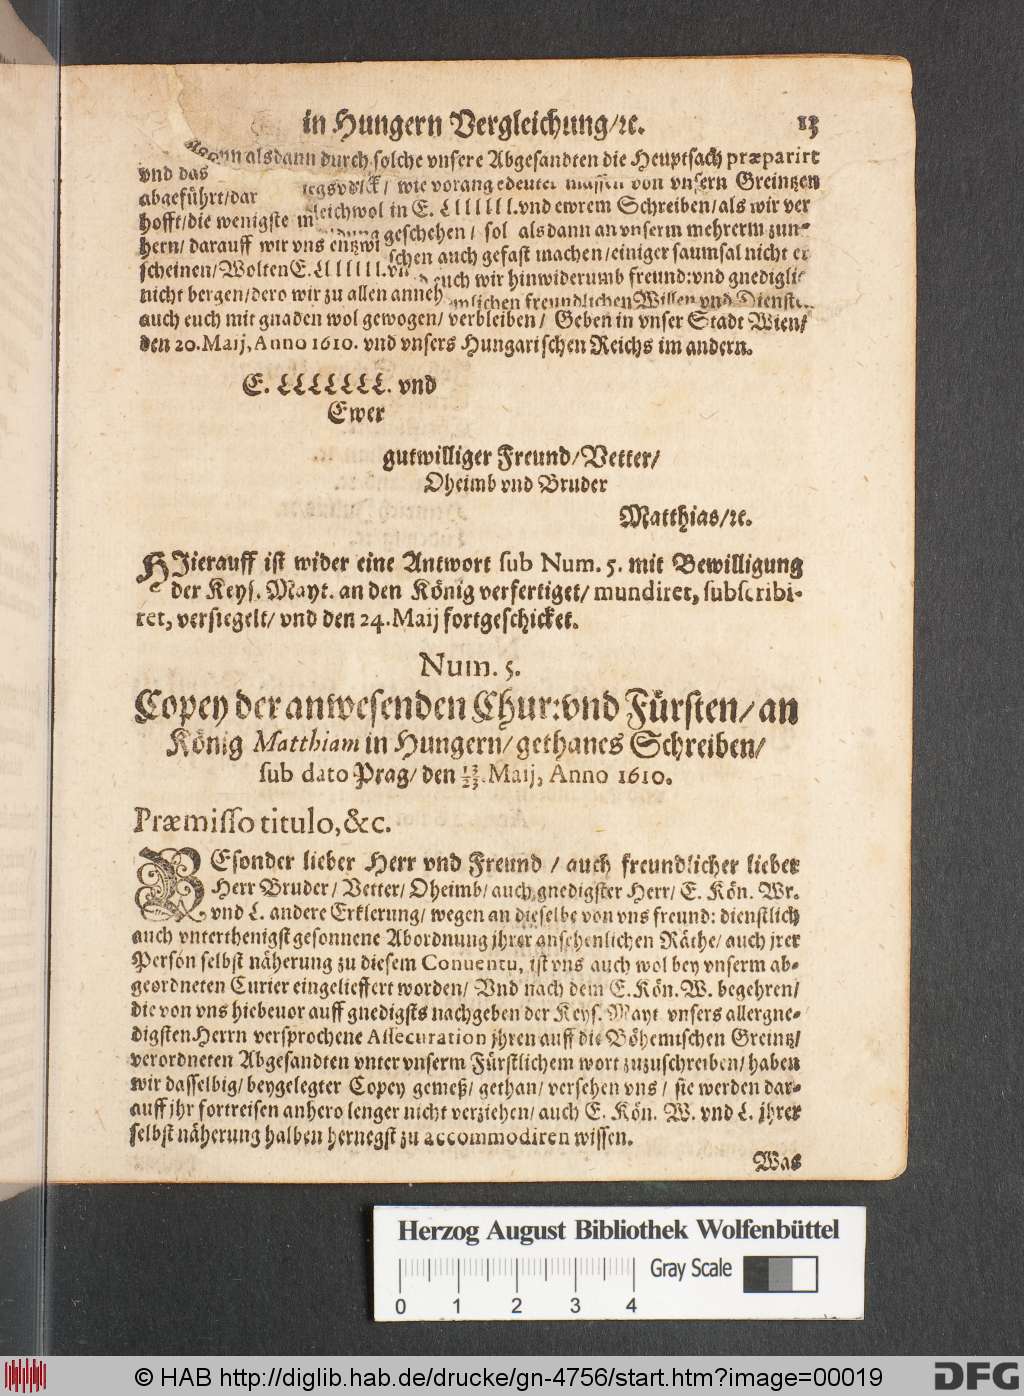 in Hungern Vergleichung/ꝛc. 13
alsdann durch solche vnsere Abgesandten die Heuptsach præparirt
vnd das / wie vorangedeuter massen von vnsern Greintzen
abgeführt/dar gleichwol in E. LLLLLLL.vnd ewrem Schreiben/als wir ver
hofft/die wenigste geschehen/ sol alsdann an vnserm mehrerm zun-
hern/ darauff wir vns entzwi schen auch gefast machen/einiger saumsal nicht er
scheinen/Wolten E. LLLLLLL. euch wir hinwiderumb freund:vnd gnediglic
nicht bergen/dero wir zu allen anneh mlichen freundlichen Willen vnd Dienste
auch euch mit gnaden wol gewogen/ verbleiben/ Geben in vnser Stadt Wien/
den 20.Maij, Anno 1610. vnd vnsers Hungarischen Reichs im andern.
E. LLLLLLL. vnd
Ewer
gutwilliger Freund/Vetter/
Oheimb vnd Bruder
Matthias/ꝛc.
HJierauff ist wider eine Antwort sub Num. 5. mit Bewilligung
der Keys. Mayt. an den König verfertiget/ mundiret, subscribi-
ret, versiegelt/ vnd den 24.Maij fortgeschicket.
Num. 5.
Copey der anwesenden Chur:vnd Fürsten/an
König Matthiam in Hungern/gethanes Schreiben/
sub dato Prag/ den 13/23.Maij, Anno 1610.
Præmisso titulo,&c.
BEsonder lieber Herr vnd Freund / auch freundlicher lieber
Herr Bruder/ Vetter/ Oheimb/ auch gnedigster Herr/ E. Kön. Wr.
vnd L. andere Erklerung/ wegen an dieselbe von vns freund: dienstlich
auch vnterthenigst gesonnene Abordnung jhrer ansehenlichen Räthe/ auch jrer
Person selbst näherung zu diesem Conuentu, ist vns auch wol bey vnserm ab-
geordneten Curier eingelieffert worden/ Vnd nach dem E.Kön.W. begehren/
die von vns hiebeuor auff gnedigsts nachgeben der Keys. Mayt. vnsers allergne-
digsten Herrn versprochene Assecuration jhren auff die Böhemischen Greintz/
verordneten Abgesandten vnter vnserm Fürstlichem wort zuzuschreiben/ haben
wir dasselbig/ beygelegter Copey gemeß/ gethan/ versehen vns / sie werden dar-
auff jhr fortreisen anhero lenger nicht verziehen/ auch E. Kön. W. vnd L. jhrer
selbst näherung halben hernegst zu accommodiren wissen.
Was
Herzog August Bibliothek Wolfenbüttel
Gray Scale
0 1 2 3 4
© HAB http://diglib.hab.de/drucke/gn-4756/start.htm?image=00019
DFG